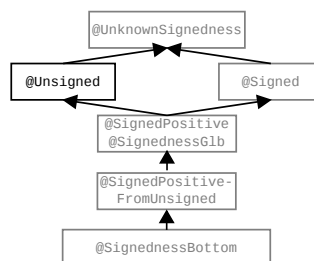 @UnknownSignedness
@Unsigned
@Signed
@SignedPositive
@SignednessGlb
@SignedPositive-
FromUnsigned
@SignednessBottom